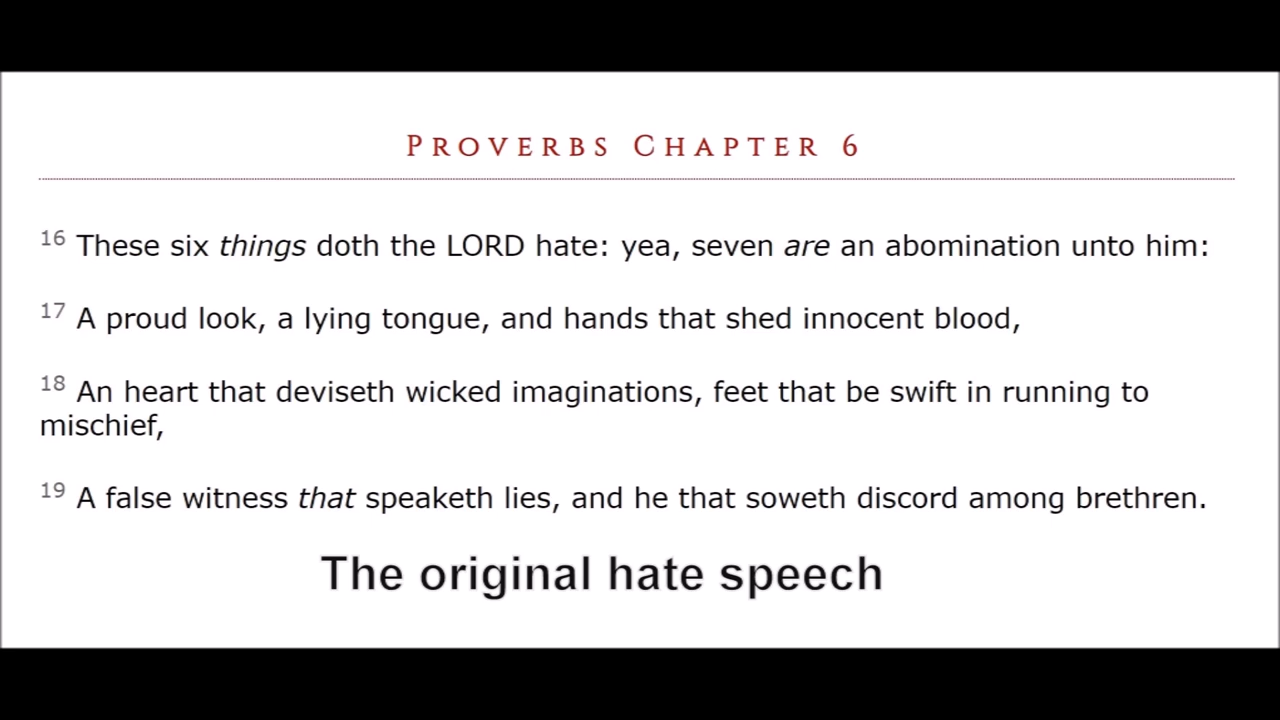 PROVERBS CHAPTER 6
16 These six things doth the LORD hate: yea, seven are an abomination unto him:
17 A proud look, a lying tongue, and hands that shed innocent blood,
18 An heart that deviseth wicked imaginations, feet that be swift in running to
mischief,
19 A false witness that speaketh lies, and he that soweth discord among brethren.
The original hate speech